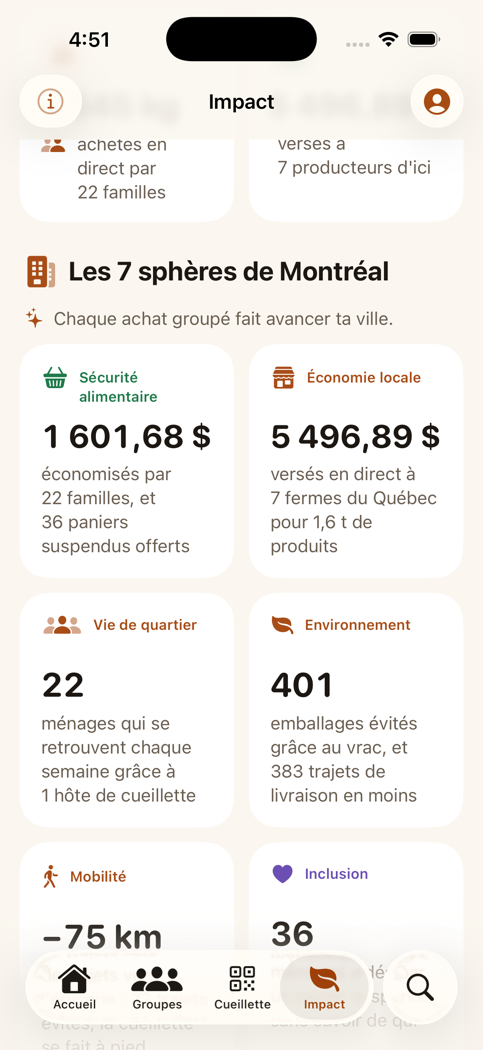 4:51
Impact
achetés en
direct par
22 familles
versés à
7 producteurs d'ici
Les 7 sphères de Montréal
Chaque achat groupé fait avancer ta ville.
Sécurité
alimentaire
1 601,68 $
économisés par
22 familles, et
36 paniers
suspendus offerts
Économie locale
5 496,89 $
versés en direct à
7 fermes du Québec
pour 1,6 t de
produits
Vie de quartier
22
ménages qui se
retrouvent chaque
semaine grâce à
1 hôte de cueillette
Environnement
401
emballages évités
grâce au vrac, et
383 trajets de
livraison en moins
Mobilité
−75 km
Inclusion
36
Accueil
Groupes
Cueillette
Impact
se fait à pied